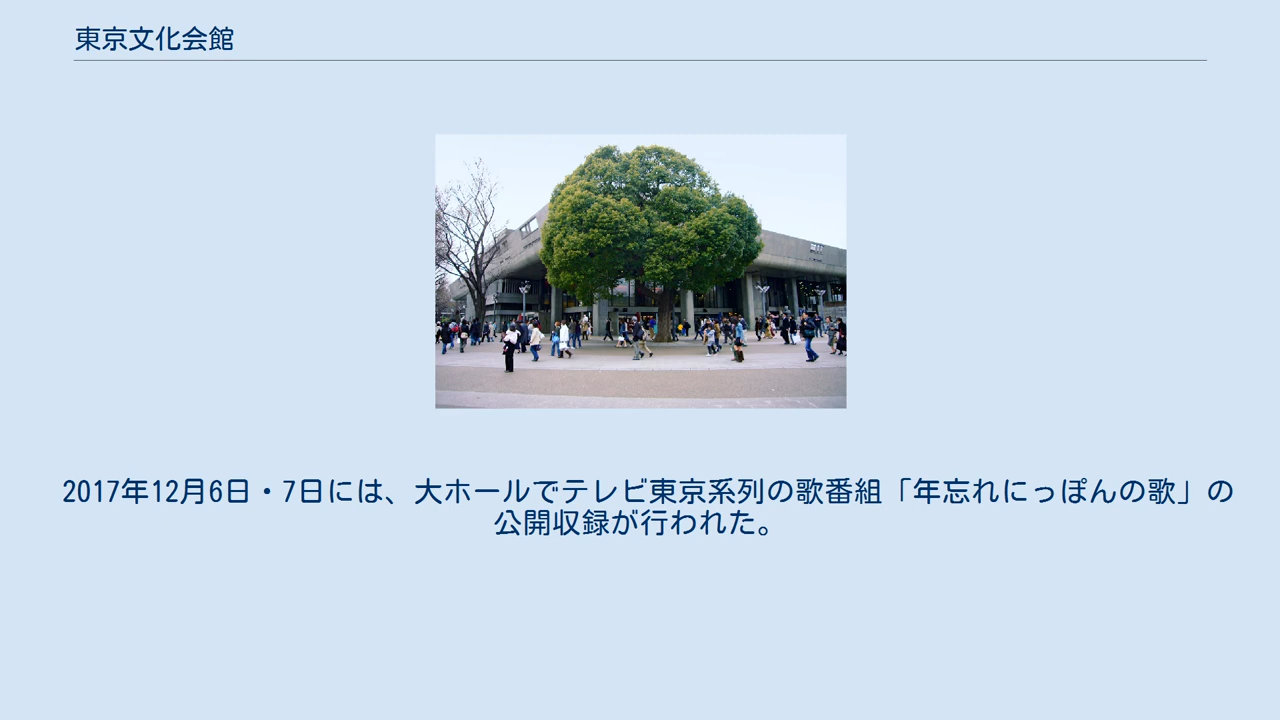 東京文化会館
2017年12月6日・7日には、大ホールでテレビ東京系列の歌番組「年忘れにっぽんの歌」の
公開収録が行われた。